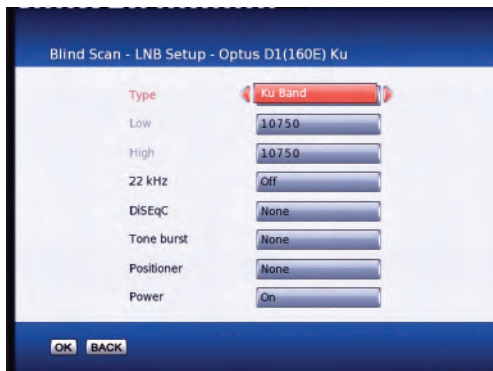 Blind Scan - LNB Setup - Optus D1(160E) Ku
Type Ku Band
Low 10750
High 10750
22 kHz Off
DiSEqC None
Tone burst None
Positioner None
Power On
OK BACK